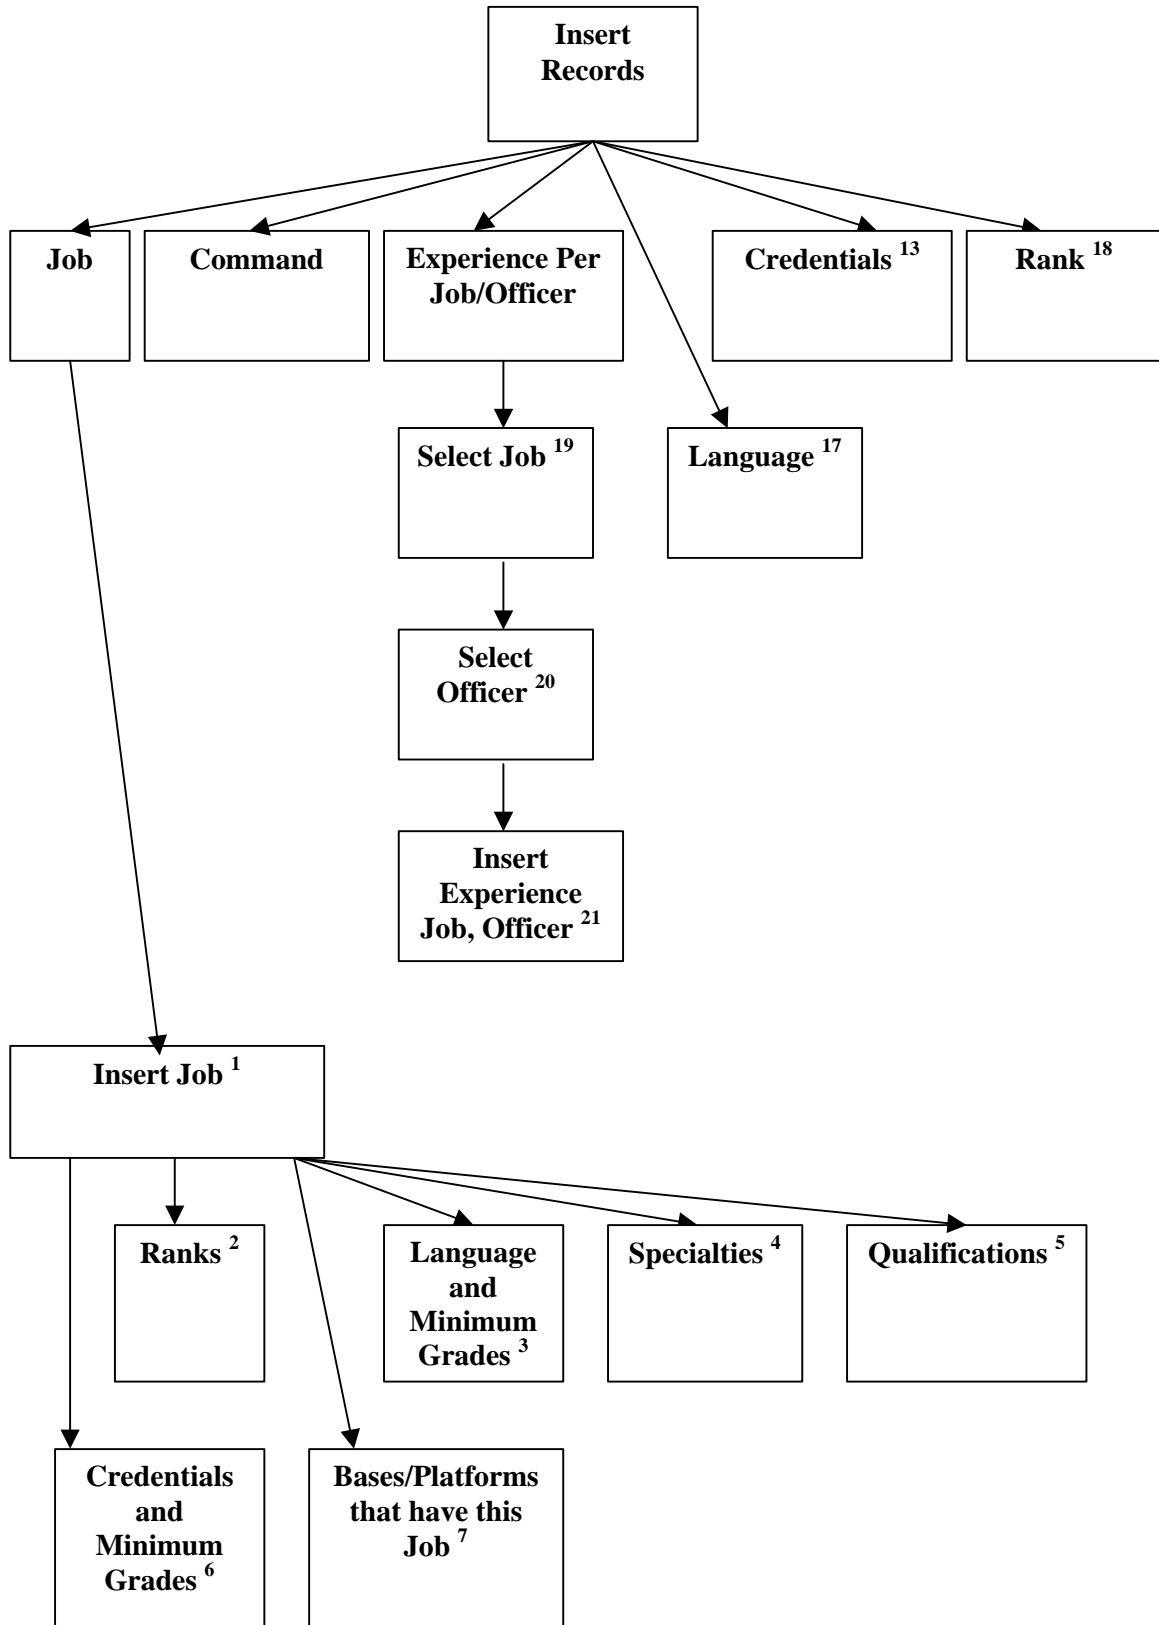 Insert
Records
Job
Command
Experience Per
Job/Officer
Credentials 13
Rank 18
Select Job 19
Language 17
Select
Officer 20
Insert
Experience
Job, Officer 21
Insert Job 1
Ranks 2
Language
and
Minimum
Grades 3
Specialties 4
Qualifications 5
Credentials
and
Minimum
Grades 6
Bases/Platforms
that have this
Job 7